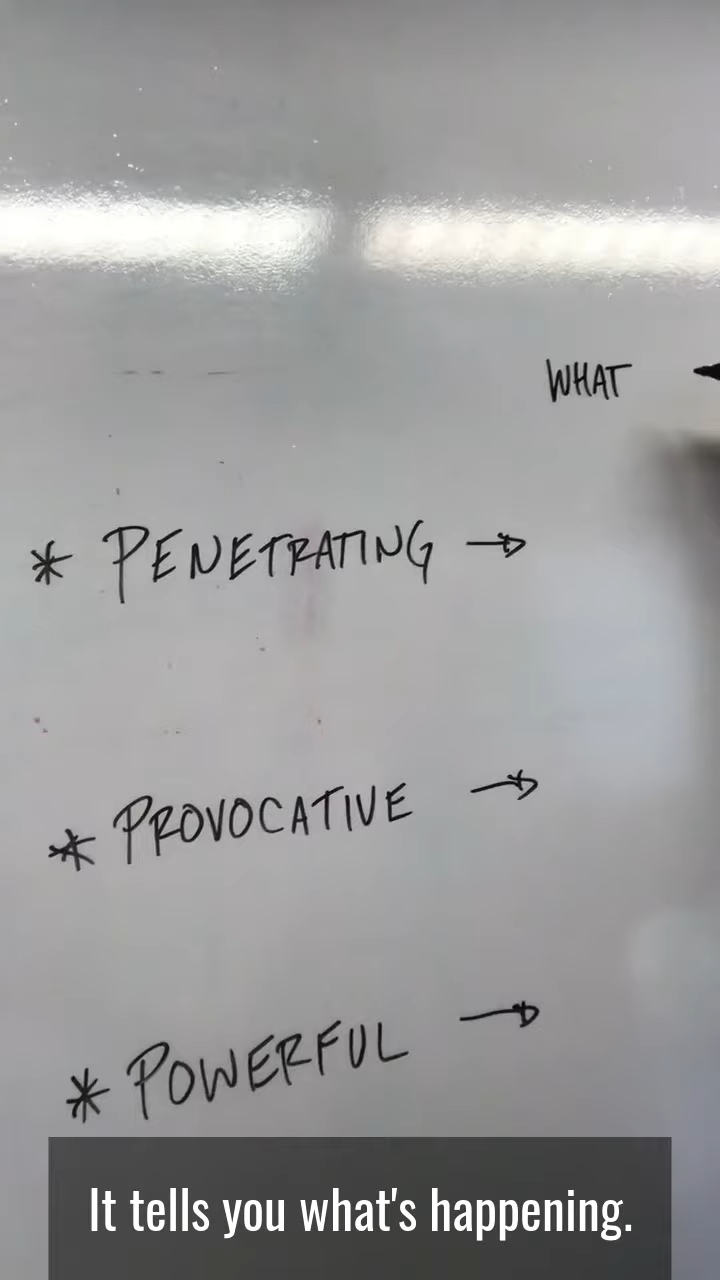 WHAT
* PENETRATING →
* PROVOCATIVE →
* POWERFUL →
It tells you what's happening.